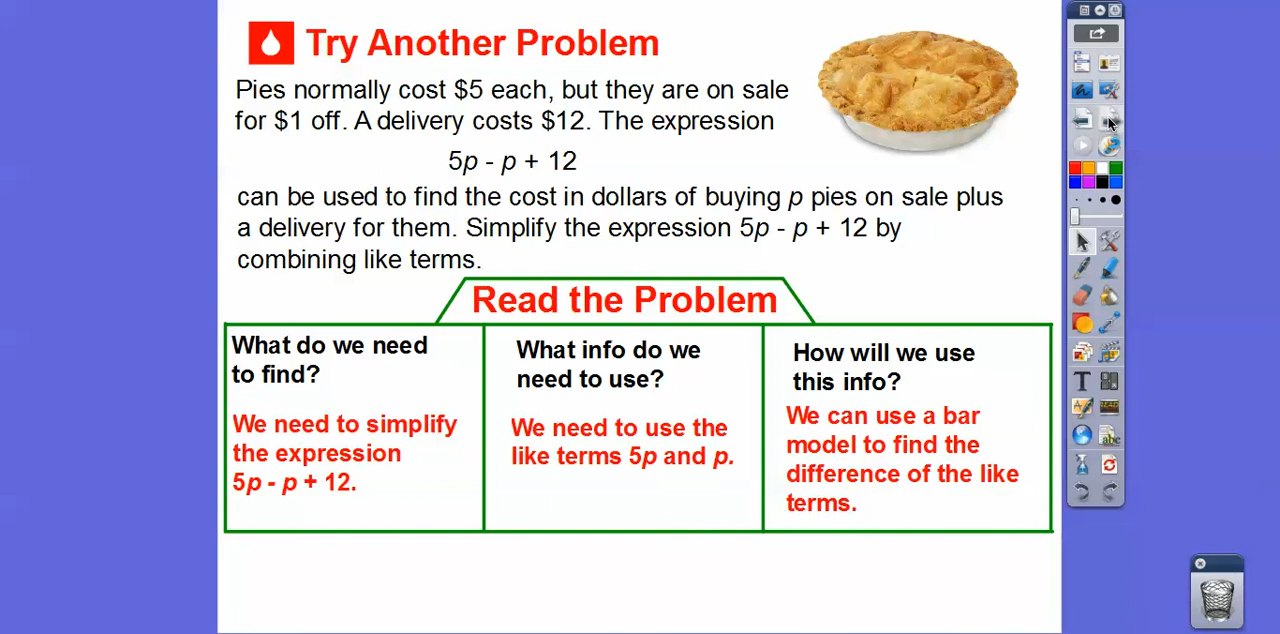 Try Another Problem
Pies normally cost $5 each, but they are on sale
for $1 off. A delivery costs $12. The expression
5p - p + 12
can be used to find the cost in dollars of buying p pies on sale plus
a delivery for them. Simplify the expression 5p - p + 12 by
combining like terms.
Read the Problem
What do we need
to find?
We need to simplify
the expression
5p - p + 12.
What info do we
need to use?
We need to use the
like terms 5p and p.
How will we use
this info?
We can use a bar
model to find the
difference of the like
terms.